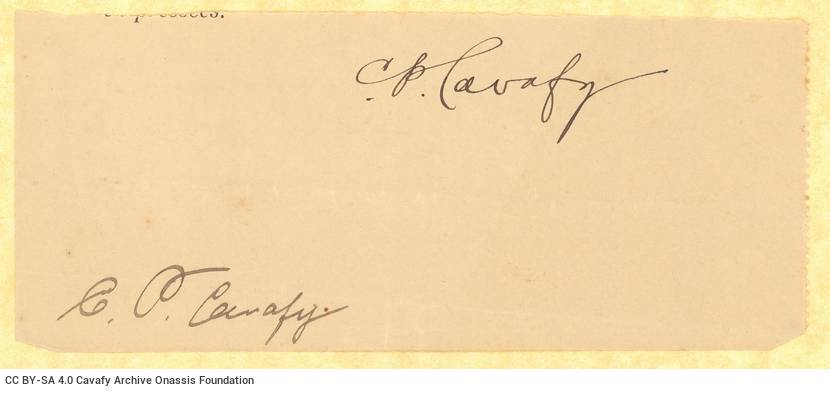 C. P. Cavafy
C. P. Cavafy.
CC BY-SA 4.0 Cavafy Archive Onassis Foundation